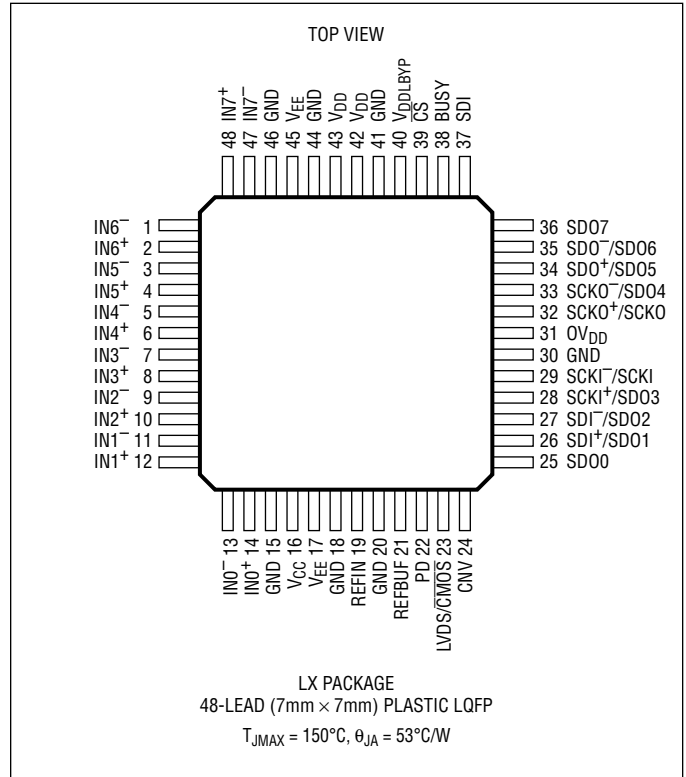 TOP VIEW
48 IN7+
47 IN7−
46 GND
45 VEE
44 GND
43 VDD
42 VDD
41 GND
40 VDDLBYP
39 C̅S̅
38 BUSY
37 SDI
IN6− 1
IN6+ 2
IN5− 3
IN5+ 4
IN4− 5
IN4+ 6
IN3− 7
IN3+ 8
IN2− 9
IN2+ 10
IN1− 11
IN1+ 12
36 SDO7
35 SDO−/SDO6
34 SDO+/SDO5
33 SCKO−/SDO4
32 SCKO+/SCKO
31 OVDD
30 GND
29 SCKI−/SCKI
28 SCKI+/SDO3
27 SDI−/SDO2
26 SDI+/SDO1
25 SDO0
IN0− 13
IN0+ 14
GND 15
VCC 16
VEE 17
GND 18
REFIN 19
GND 20
REFBUF 21
PD 22
LVDS/C̅M̅O̅S̅ 23
CNV 24
LX PACKAGE
48-LEAD (7mm × 7mm) PLASTIC LQFP
TJMAX = 150°C, θJA = 53°C/W